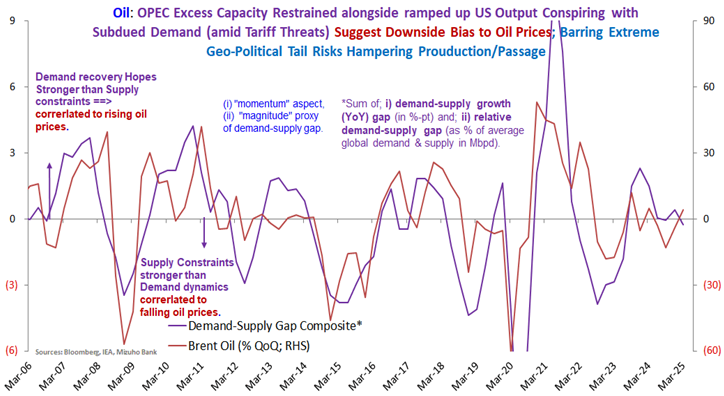 Oil: OPEC Excess Capacity Restrained alongside ramped up US Output Conspiring with
Subdued Demand (amid Tariff Threats) Suggest Downside Bias to Oil Prices; Barring Extreme
Geo-Political Tail Risks Hampering Prouduction/Passage
90
60
30
0
(30)
(60)
9
6
3
0
(3)
(6)
Demand recovery Hopes
Stronger than Supply
constraints ==>
correrlated to rising oil
prices.
(i) "momentum" aspect,
(ii) "magnitude" proxy
of demand-supply gap.
*Sum of; i) demand-supply growth
(YoY) gap (in %-pt) and; ii) relative
demand-supply gap (as % of average
global demand & supply in Mbpd).
Supply Constraints
stronger than
Demand dynamics
correrlated to
falling oil prices.
Demand-Supply Gap Composite*
Brent Oil (% QoQ; RHS)
Sources: Bloomberg, IEA, Mizuho Bank
Mar-06
Mar-07
Mar-08
Mar-09
Mar-10
Mar-11
Mar-12
Mar-13
Mar-14
Mar-15
Mar-16
Mar-17
Mar-18
Mar-19
Mar-20
Mar-21
Mar-22
Mar-23
Mar-24
Mar-25